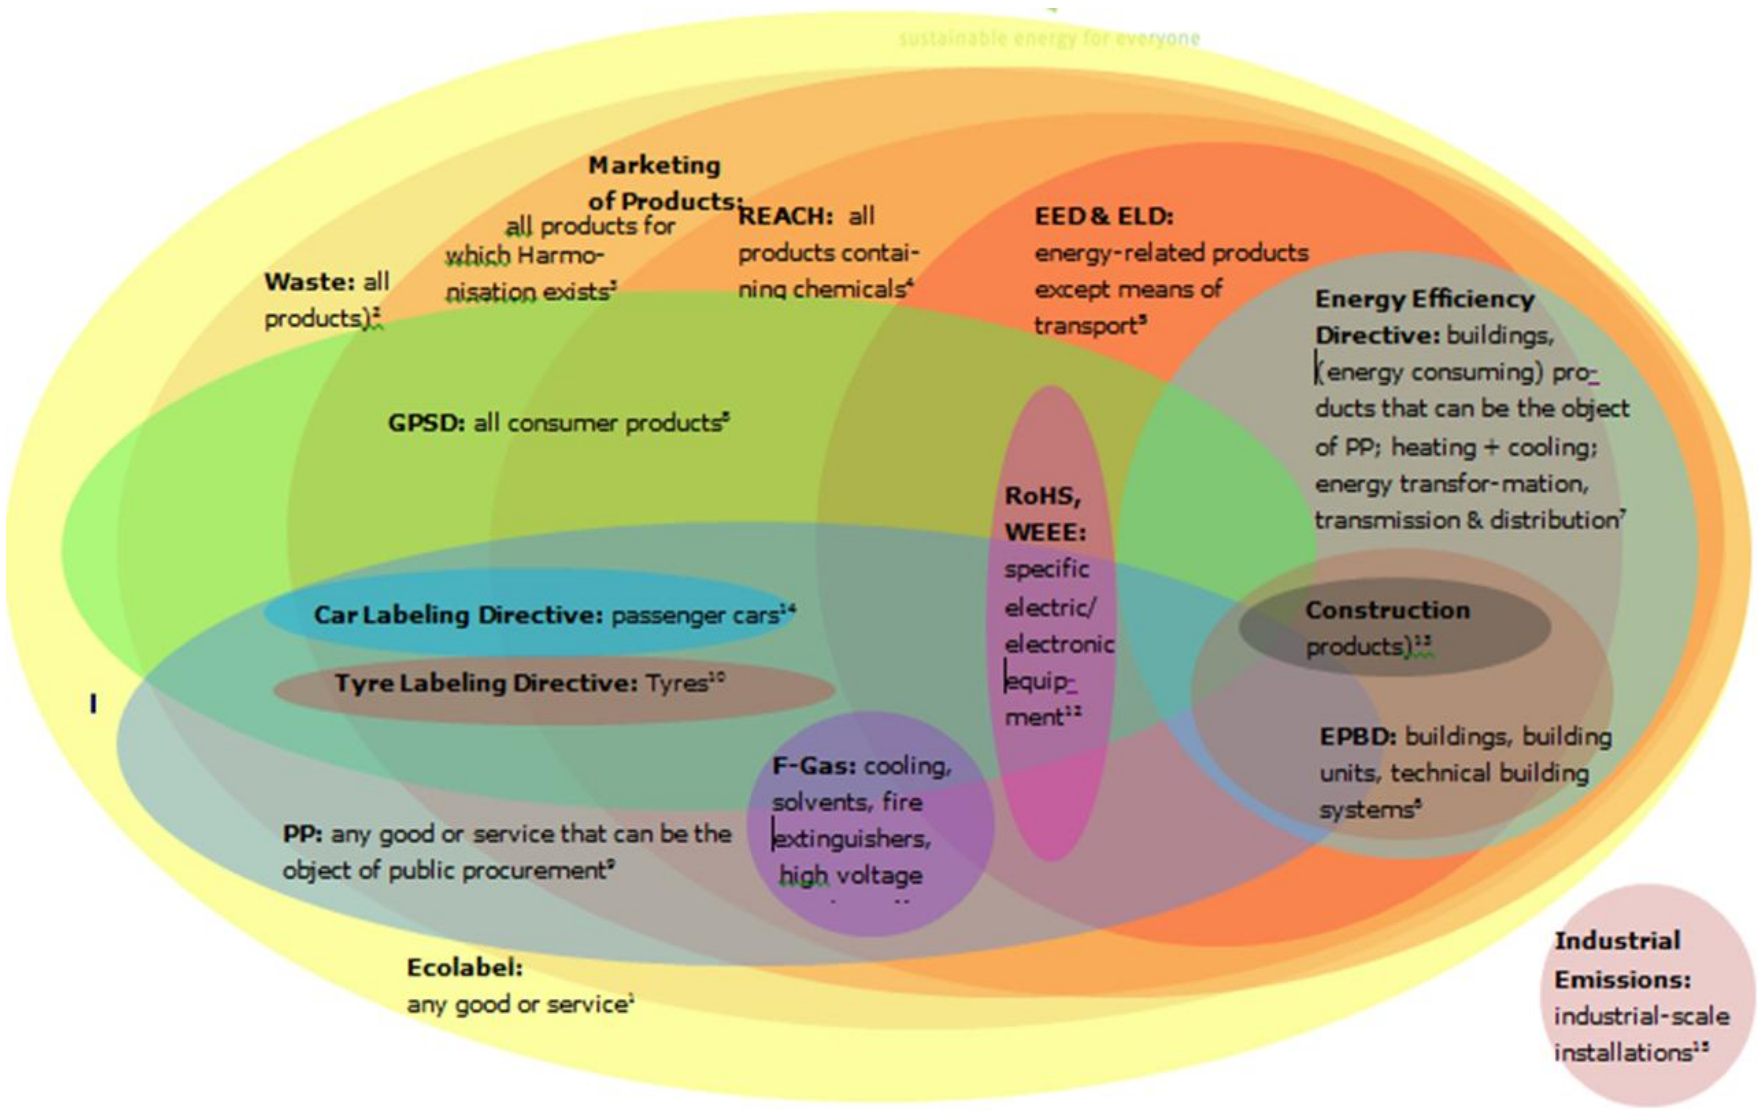 sustainable energy for everyone
Marketing
of Products:
all products for
which Harmo-
nisation exists³
REACH: all
products contai-
ning chemicals⁴
EED & ELD:
energy-related products
except means of
transport⁵
Waste: all
products)²
Energy Efficiency
Directive: buildings,
(energy consuming) pro-
ducts that can be the object
of PP; heating + cooling;
energy transfor-mation,
transmission & distribution⁷
GPSD: all consumer products⁸
RoHS,
WEEE:
specific
electric/
electronic
equip-
ment¹²
Car Labeling Directive: passenger cars¹⁴
Tyre Labeling Directive: Tyres¹⁰
Construction
products)¹³
EPBD: buildings, building
units, technical building
systems⁶
F-Gas: cooling,
solvents, fire
extinguishers,
high voltage
PP: any good or service that can be the
object of public procurement⁹
Ecolabel:
any good or service¹
Industrial
Emissions:
industrial-scale
installations¹⁵